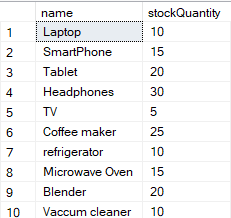 name stockQuantity
1 Laptop 10
2 SmartPhone 15
3 Tablet 20
4 Headphones 30
5 TV 5
6 Coffee maker 25
7 refrigerator 10
8 Microwave Oven 15
9 Blender 20
10 Vaccum cleaner 10